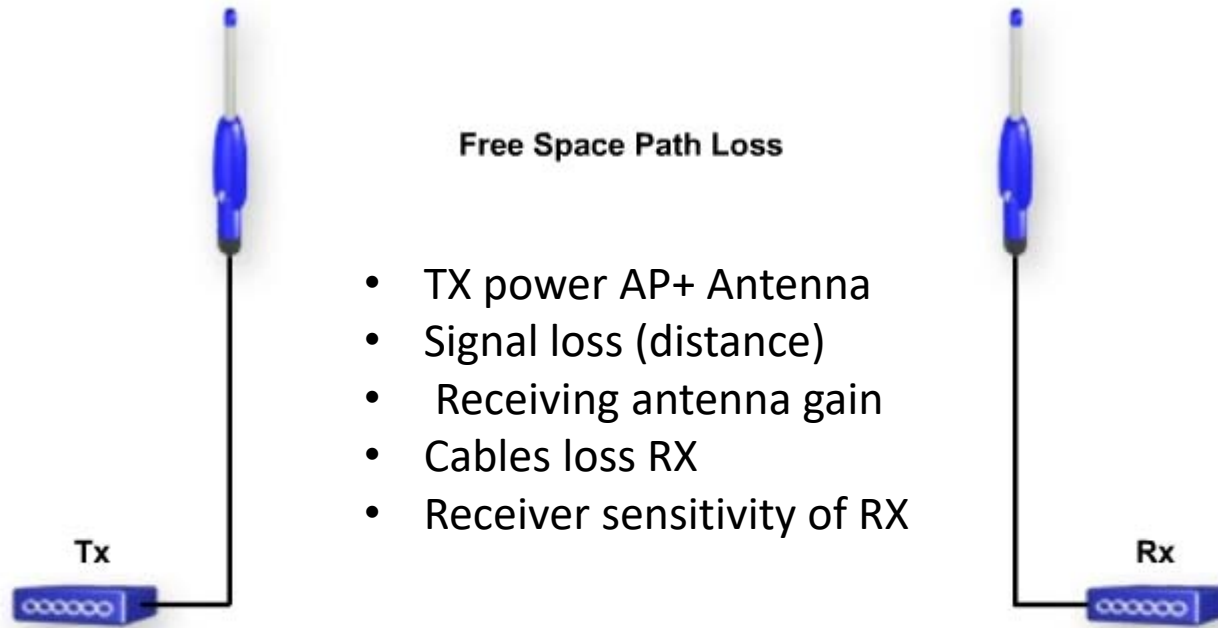 Free Space Path Loss
• TX power AP+ Antenna
• Signal loss (distance)
• Receiving antenna gain
• Cables loss RX
• Receiver sensitivity of RX
Tx
Rx